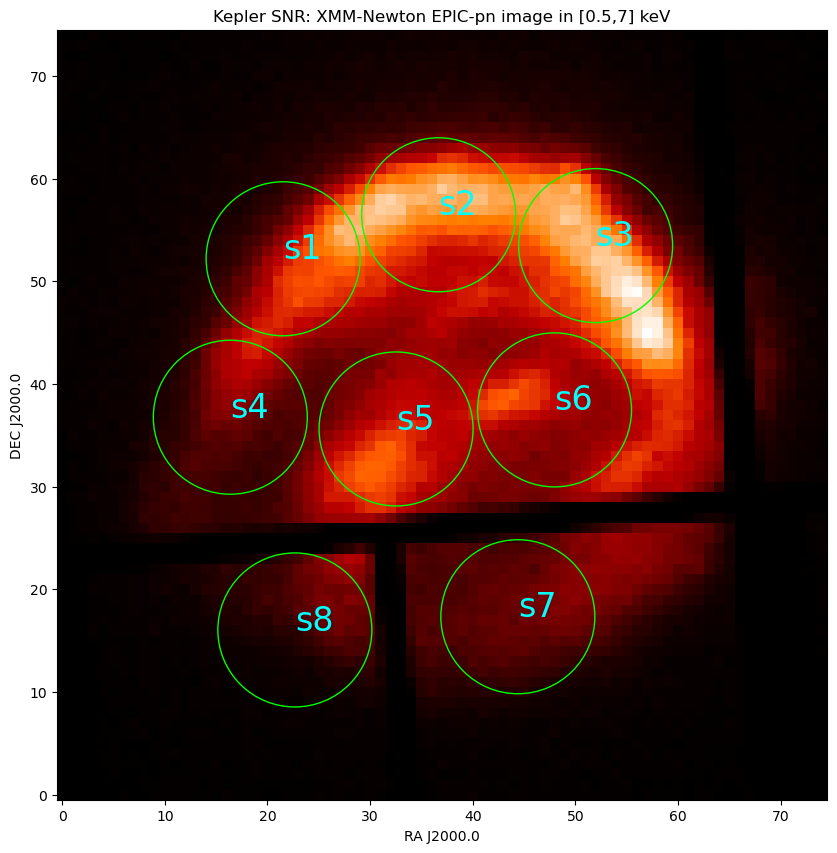 Kepler SNR: XMM-Newton EPIC-pn image in [0.5,7] keV
70
60
50
40
30
20
10
0
DEC J2000.0
s1
s2
s3
s4
s5
s6
s7
s8
0 10 20 30 40 50 60 70
RA J2000.0